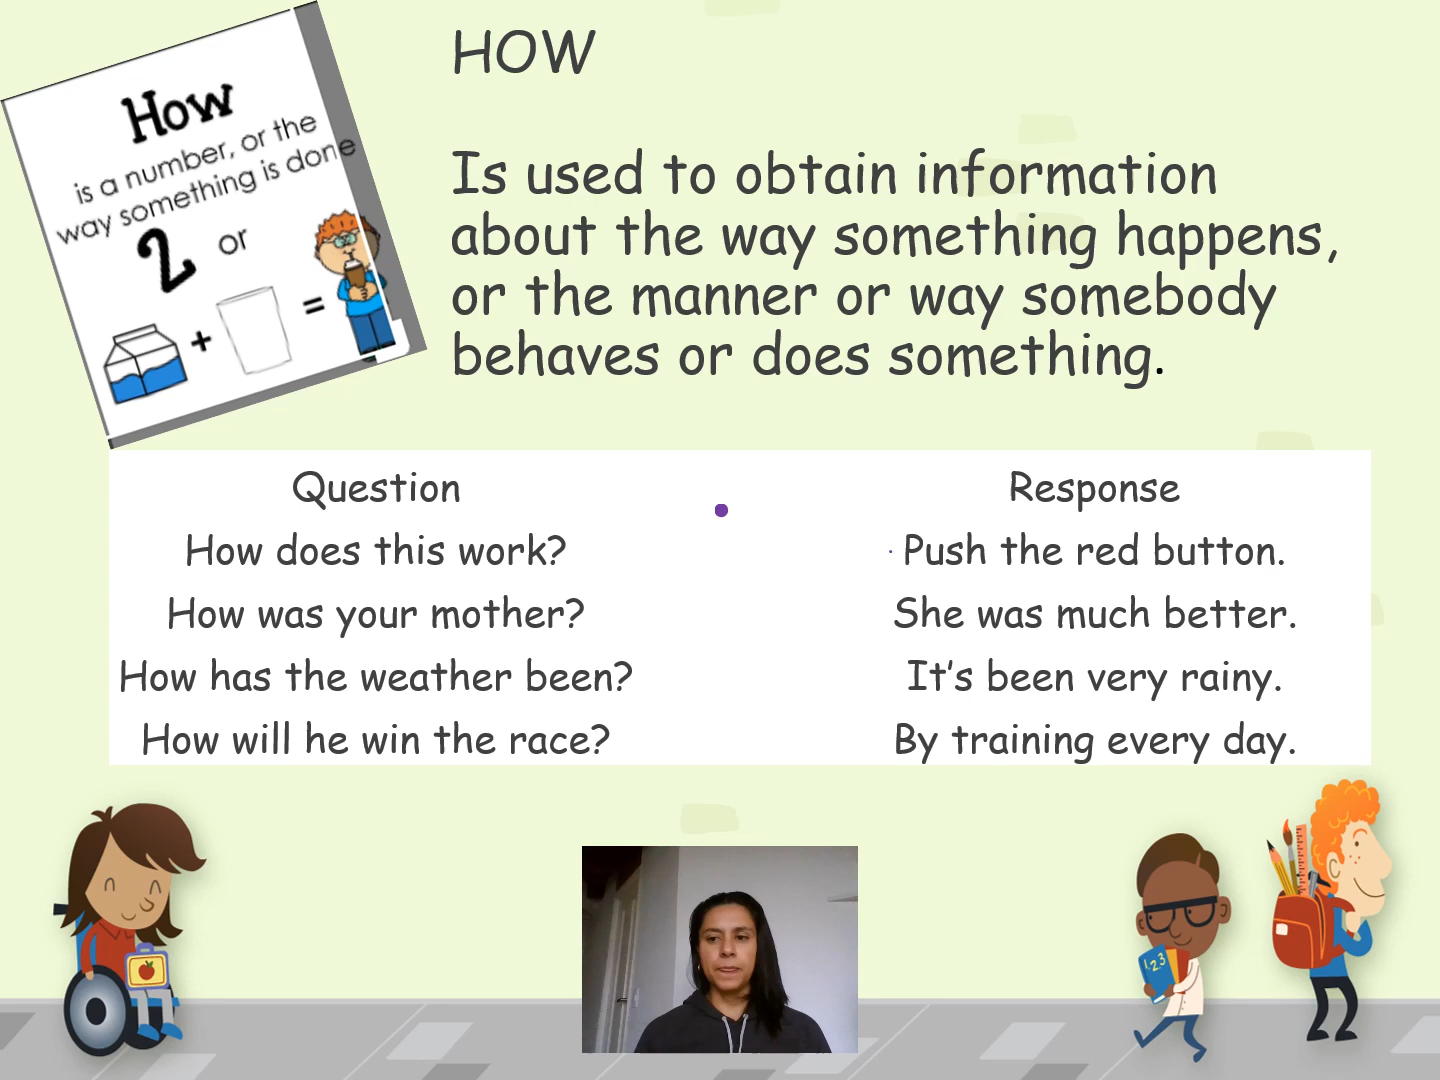 How
is a number, or the
way something is done
2 or
+ =
HOW
Is used to obtain information
about the way something happens,
or the manner or way somebody
behaves or does something.
Question Response
How does this work? Push the red button.
How was your mother? She was much better.
How has the weather been? It's been very rainy.
How will he win the race? By training every day.
1,2,3